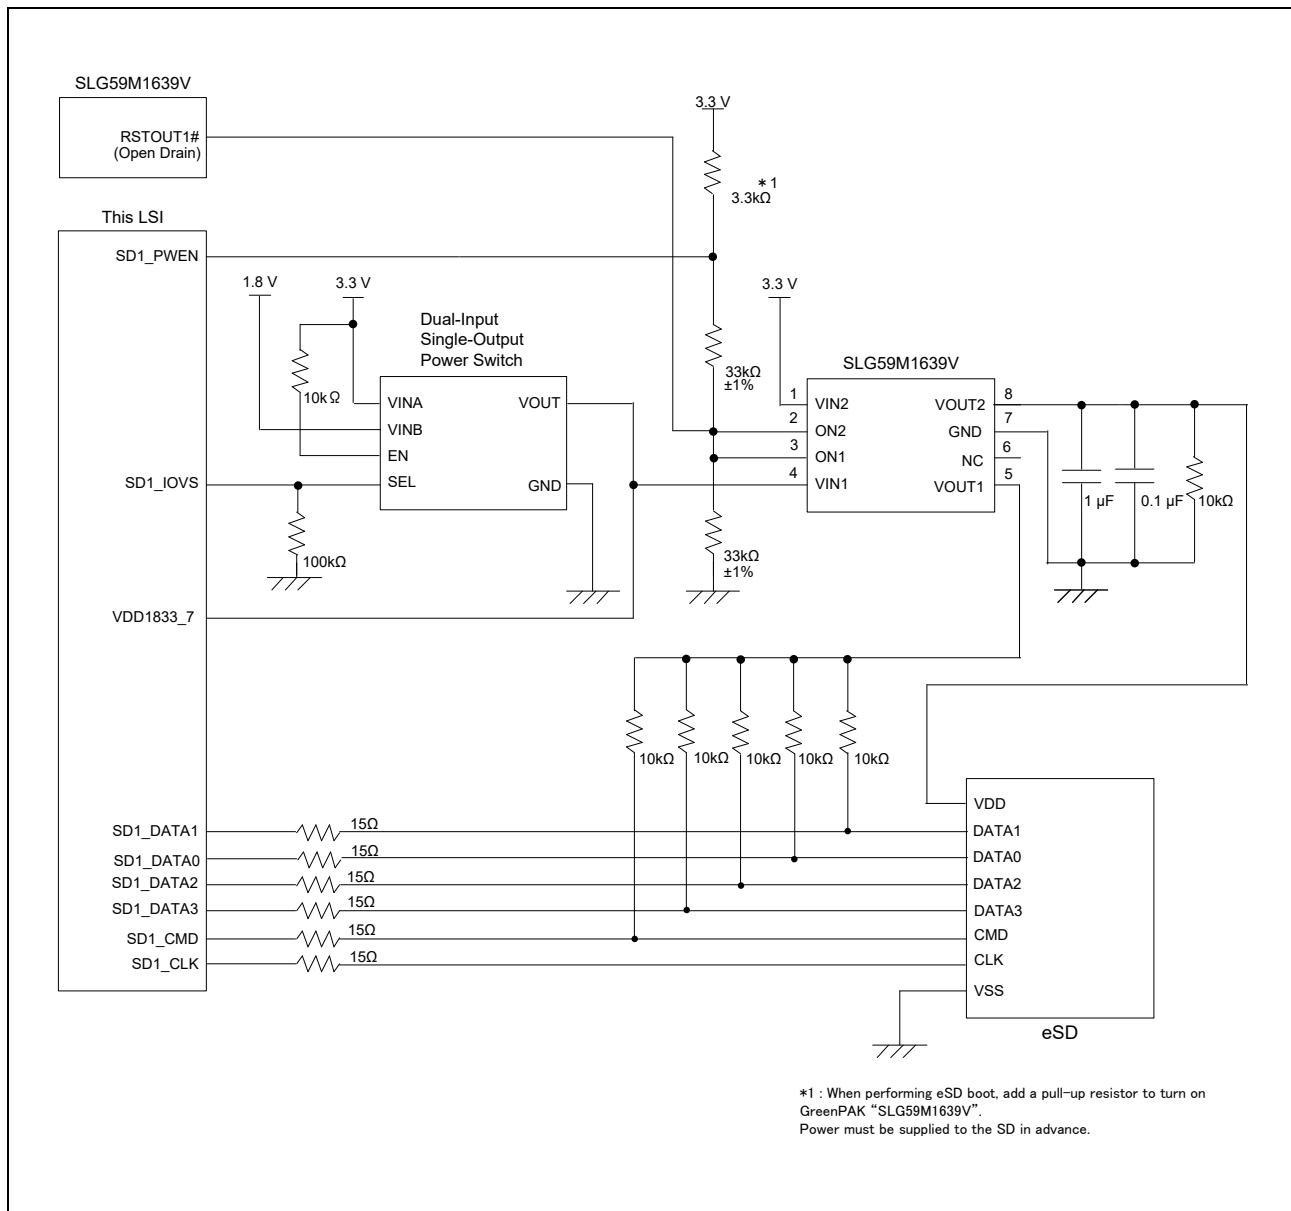 SLG59M1639V
RSTOUT1#
(Open Drain)
This LSI
SD1_PWEN
SD1_IOVS
VDD1833_7
SD1_DATA1
SD1_DATA0
SD1_DATA2
SD1_DATA3
SD1_CMD
SD1_CLK
1.8 V
3.3 V
10kΩ
100kΩ
Dual-Input
Single-Output
Power Switch
VINA
VINB
EN
SEL
VOUT
GND
3.3 V
*1
3.3kΩ
33kΩ
±1%
33kΩ
±1%
3.3 V
SLG59M1639V
1
2
3
4
VIN2
ON2
ON1
VIN1
VOUT2
GND
NC
VOUT1
8
7
6
5
1 µF
0.1 µF
10kΩ
10kΩ
10kΩ
10kΩ
10kΩ
10kΩ
15Ω
15Ω
15Ω
15Ω
15Ω
15Ω
VDD
DATA1
DATA0
DATA2
DATA3
CMD
CLK
VSS
eSD
*1 : When performing eSD boot, add a pull-up resistor to turn on
GreenPAK “SLG59M1639V”.
Power must be supplied to the SD in advance.